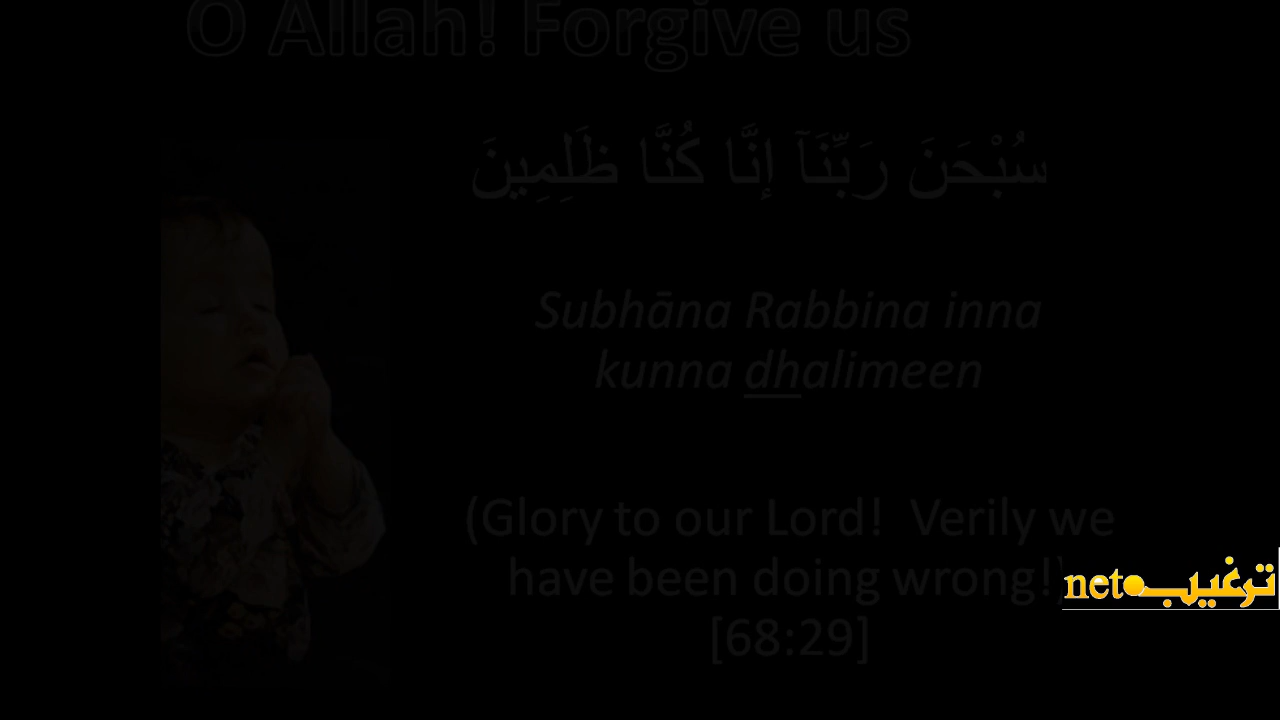 O Allah! Forgive us
سُبْحَنَ رَبِّنَآ إنَّا كُنَّا ظَلِمِينَ
Subhāna Rabbina inna
kunna dhalimeen
(Glory to our Lord!  Verily we
have been doing wrong!)
[68:29]
ترغيب.net